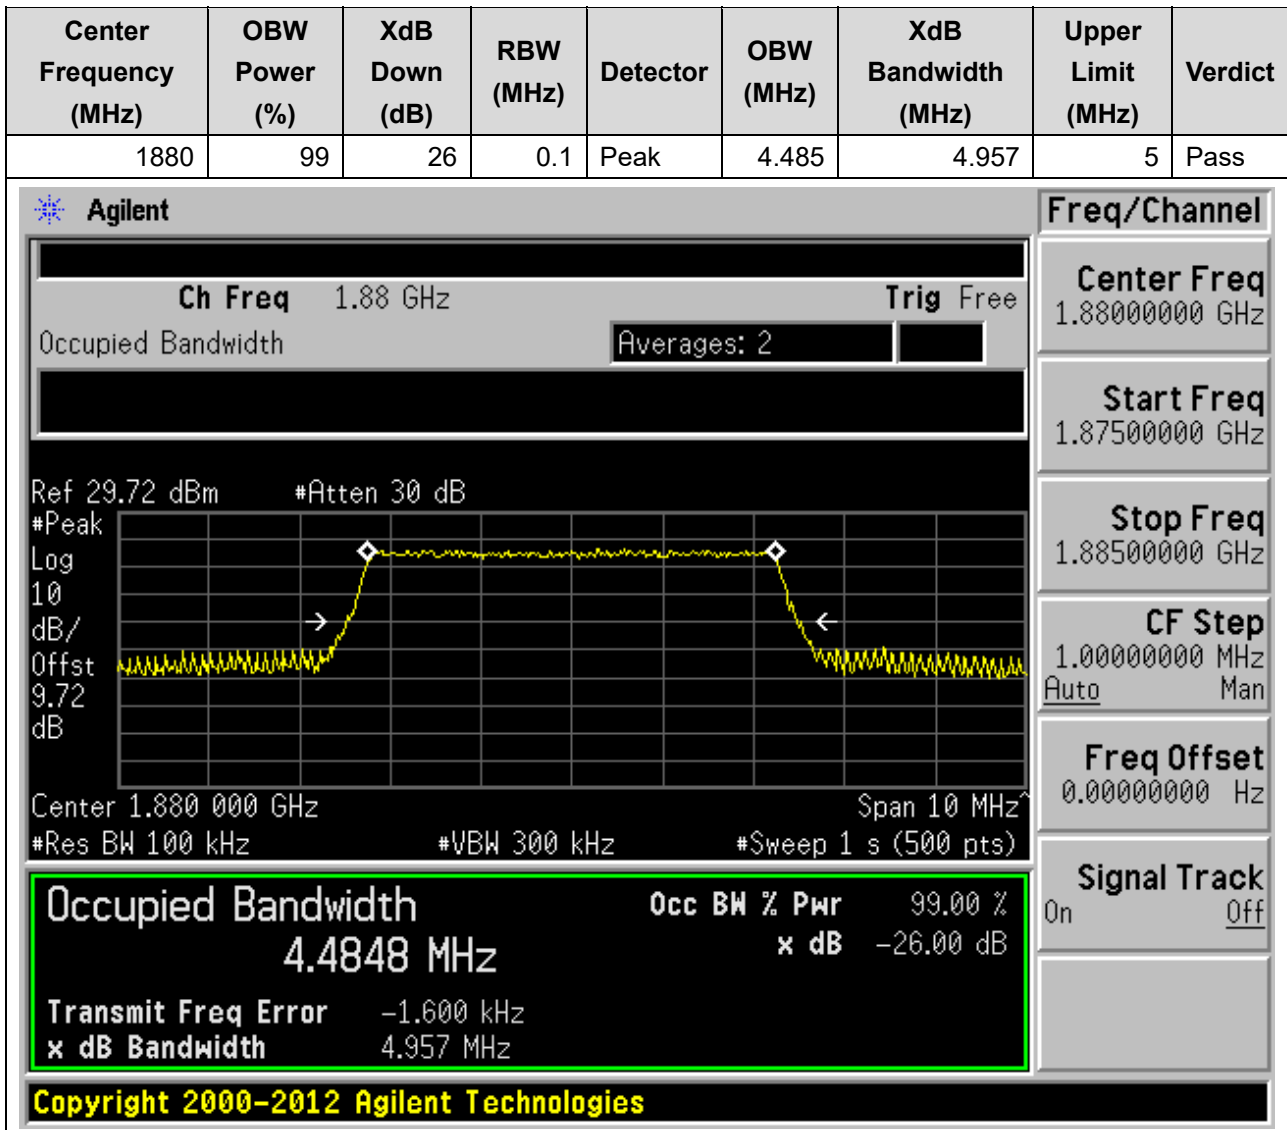 Center Frequency (MHz) OBW Power (%) XdB Down (dB) RBW (MHz) Detector OBW (MHz) XdB Bandwidth (MHz) Upper Limit (MHz) Verdict
1880 99 26 0.1 Peak 4.485 4.957 5 Pass
Agilent
Freq/Channel
Ch Freq 1.88 GHz Trig Free
Occupied Bandwidth Averages: 2
Ref 29.72 dBm #Atten 30 dB
#Peak
Log
10
dB/
Offst
9.72
dB
Center 1.880 000 GHz Span 10 MHz^
#Res BW 100 kHz #VBW 300 kHz #Sweep 1 s (500 pts)
Occupied Bandwidth Occ BW % Pwr 99.00 %
4.4848 MHz x dB -26.00 dB
Transmit Freq Error -1.600 kHz
x dB Bandwidth 4.957 MHz
Center Freq
1.88000000 GHz
Start Freq
1.87500000 GHz
Stop Freq
1.88500000 GHz
CF Step
1.00000000 MHz
Auto Man
Freq Offset
0.00000000 Hz
Signal Track
On Off
Copyright 2000-2012 Agilent Technologies